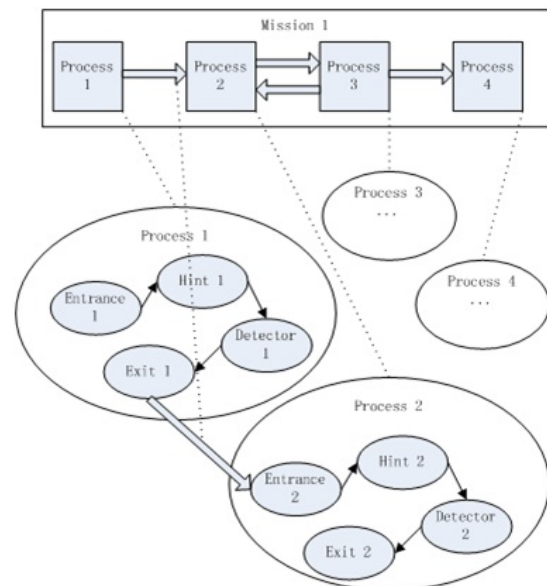 Mission 1
Process
1
Process
2
Process
3
Process
4
Process 3
...
Process 4
...
Process 1
Entrance
1
Hint 1
Detector
1
Exit 1
Process 2
Entrance
2
Hint 2
Detector
2
Exit 2